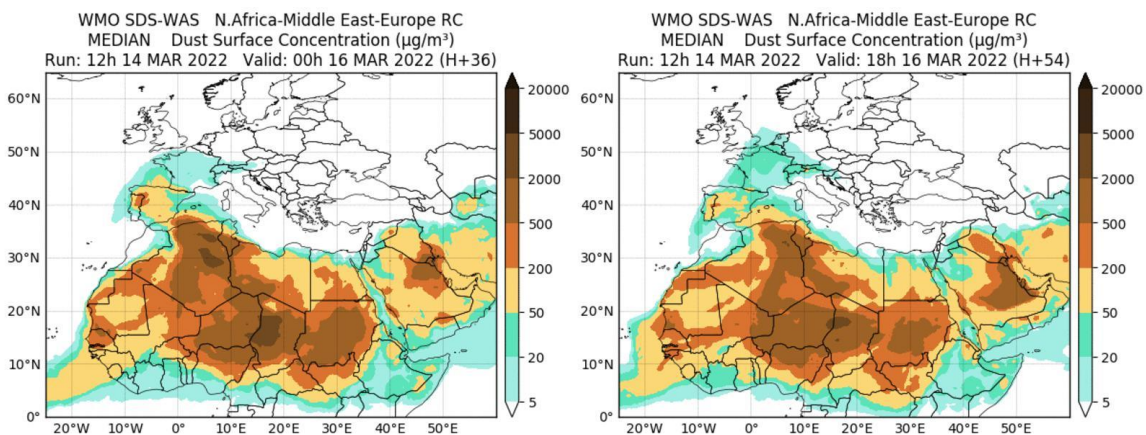 WMO SDS-WAS   N.Africa-Middle East-Europe RC
MEDIAN    Dust Surface Concentration (µg/m³)
Run: 12h 14 MAR 2022   Valid: 00h 16 MAR 2022 (H+36)
60°N
50°N
40°N
30°N
20°N
10°N
0°
20°W 10°W 0° 10°E 20°E 30°E 40°E 50°E
20000
5000
2000
500
200
50
20
5
WMO SDS-WAS   N.Africa-Middle East-Europe RC
MEDIAN    Dust Surface Concentration (µg/m³)
Run: 12h 14 MAR 2022   Valid: 18h 16 MAR 2022 (H+54)
60°N
50°N
40°N
30°N
20°N
10°N
0°
20°W 10°W 0° 10°E 20°E 30°E 40°E 50°E
20000
5000
2000
500
200
50
20
5